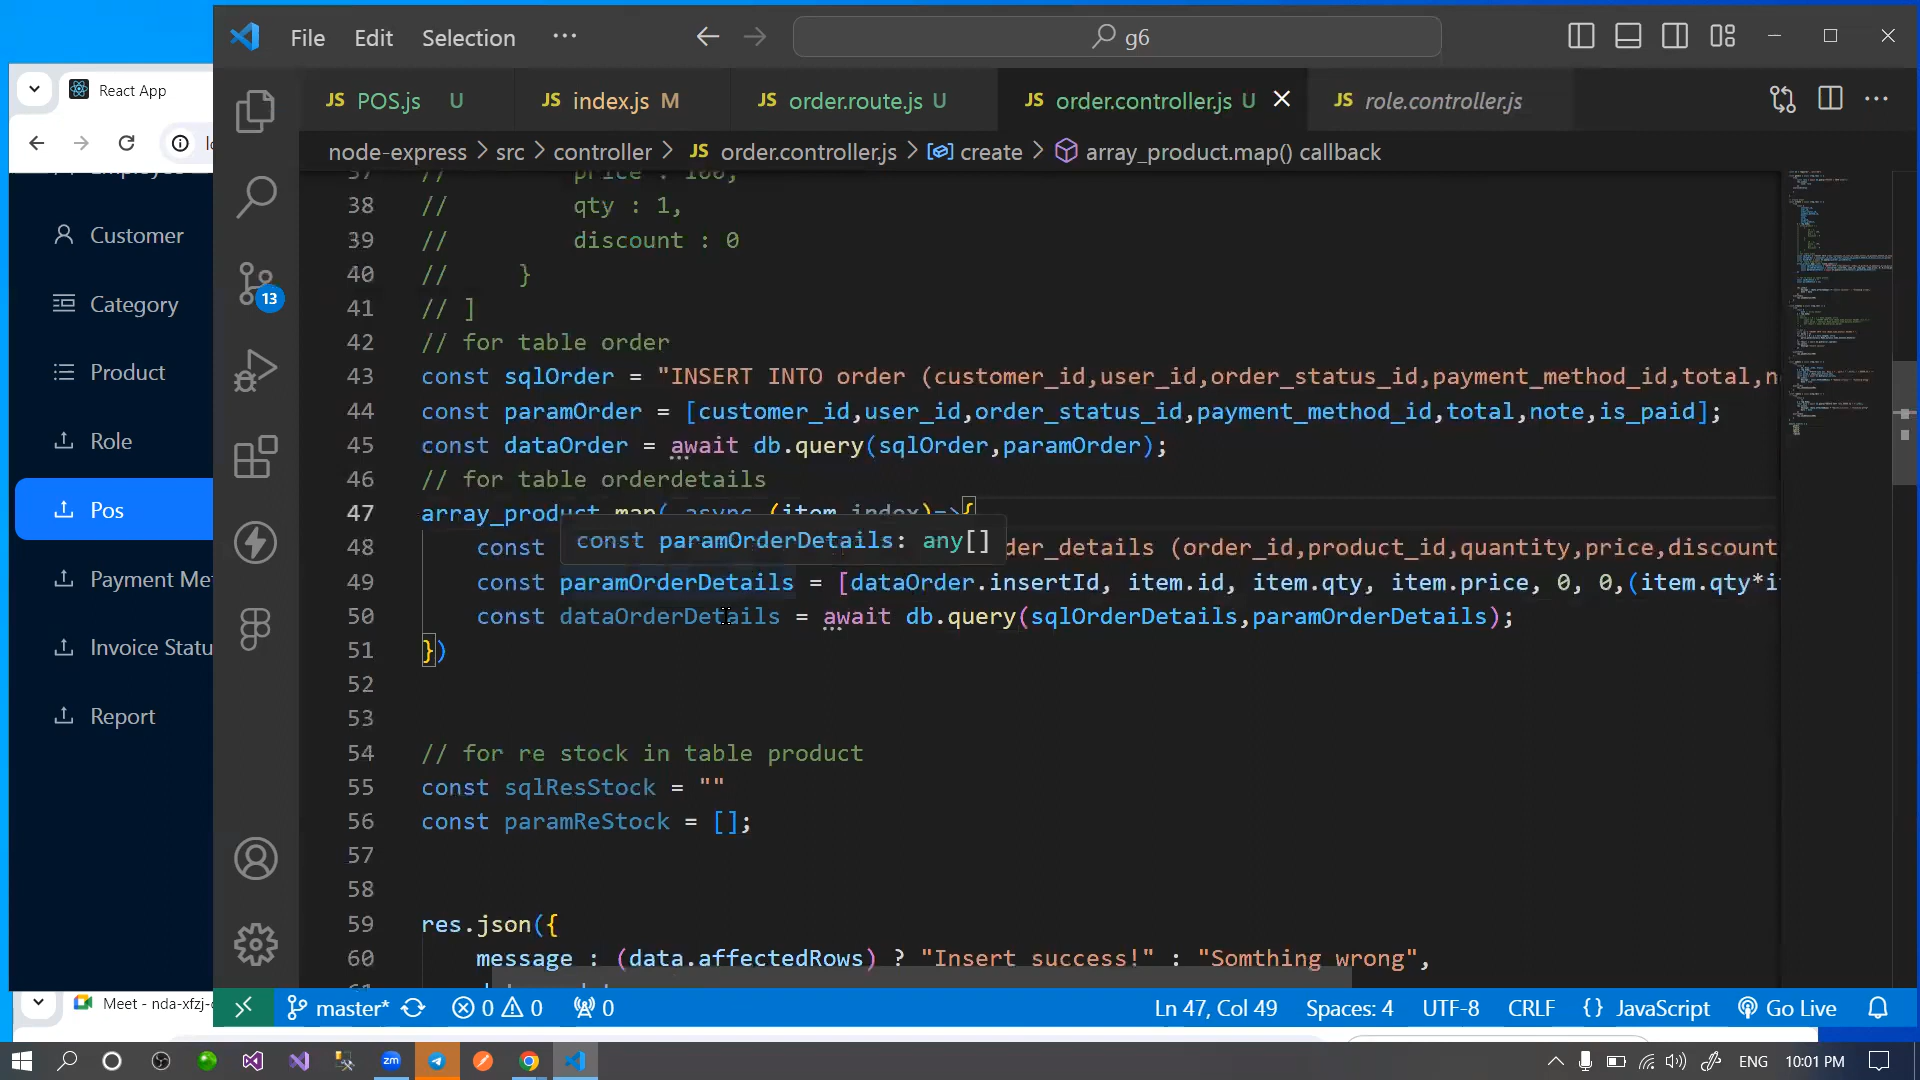 File Edit Selection ···
g6
React App
JS POS.js U
JS index.js M
JS order.route.js U
JS order.controller.js U
JS role.controller.js
node-express > src > controller > JS order.controller.js > create > array_product.map() callback
Customer
Category
Product
Role
Pos
Payment Me
Invoice Statu
Report
13
37 // price : 100,
38 // qty : 1,
39 // discount : 0
40 // }
41 // ]
42 // for table order
43 const sqlOrder = "INSERT INTO order (customer_id,user_id,order_status_id,payment_method_id,total,n
44 const paramOrder = [customer_id,user_id,order_status_id,payment_method_id,total,note,is_paid];
45 const dataOrder = await db.query(sqlOrder,paramOrder);
46 // for table orderdetails
47 array_product.map( async (item,index)=>{
const paramOrderDetails: any[]
48 const der_details (order_id,product_id,quantity,price,discount
49 const paramOrderDetails = [dataOrder.insertId, item.id, item.qty, item.price, 0, 0,(item.qty*i
50 const dataOrderDetails = await db.query(sqlOrderDetails,paramOrderDetails);
51 })
52
53
54 // for re stock in table product
55 const sqlResStock = ""
56 const paramReStock = [];
57
58
59 res.json({
60 message : (data.affectedRows) ? "Insert success!" : "Somthing wrong",
Meet - nda-xfzj-
master* 0 0 0
Ln 47, Col 49 Spaces: 4 UTF-8 CRLF {} JavaScript Go Live
zm
ENG 10:01 PM